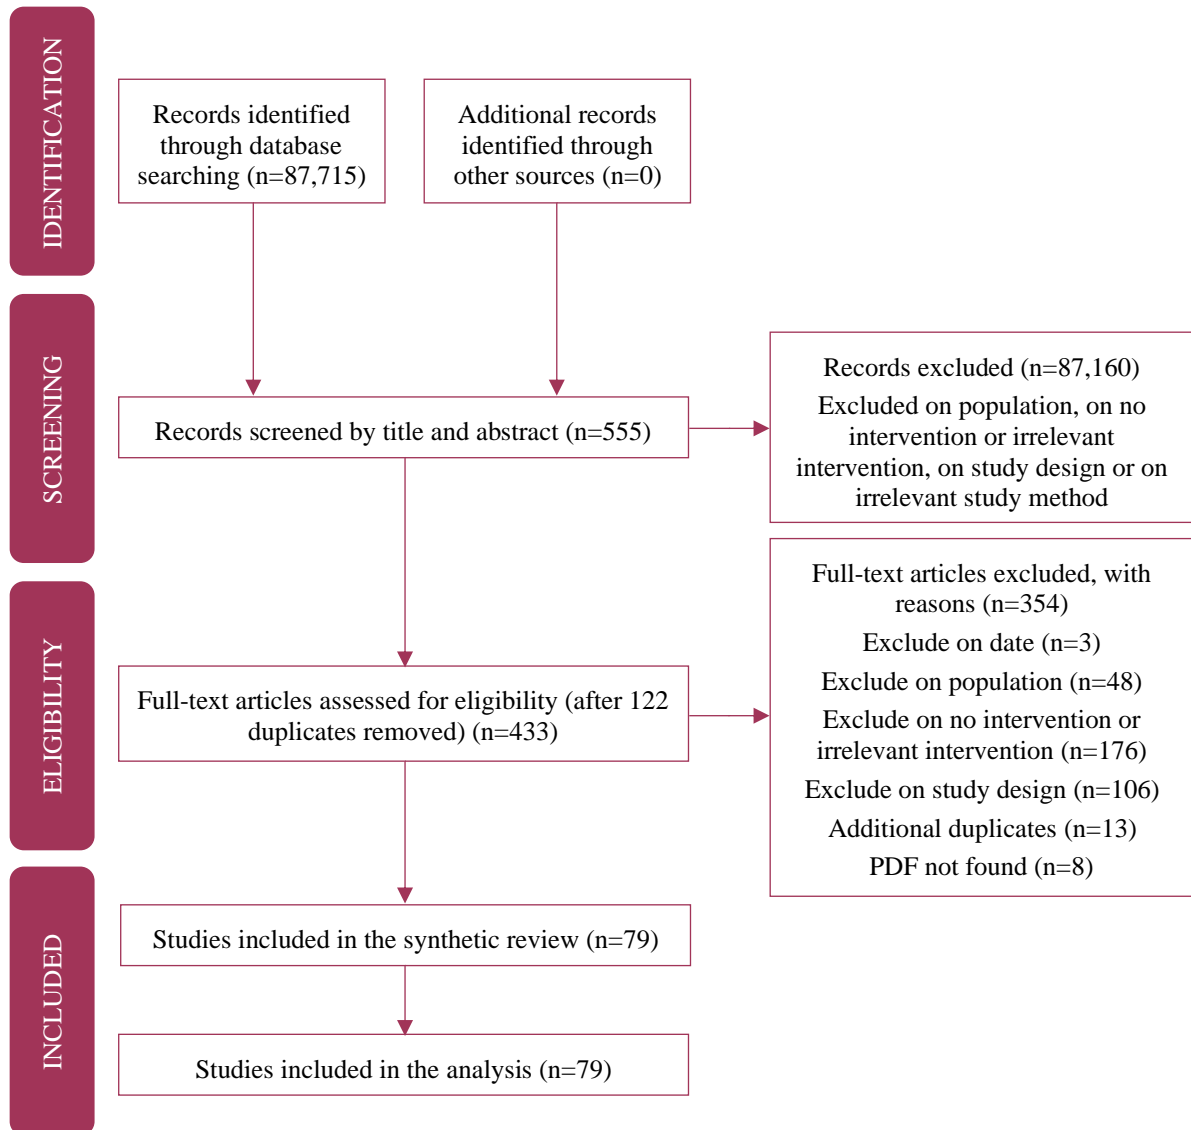 IDENTIFICATION
Records identified
through database
searching (n=87,715)
Additional records
identified through
other sources (n=0)
SCREENING
Records screened by title and abstract (n=555)
Records excluded (n=87,160)
Excluded on population, on no
intervention or irrelevant
intervention, on study design or on
irrelevant study method
ELIGIBILITY
Full-text articles assessed for eligibility (after 122
duplicates removed) (n=433)
Full-text articles excluded, with
reasons (n=354)
Exclude on date (n=3)
Exclude on population (n=48)
Exclude on no intervention or
irrelevant intervention (n=176)
Exclude on study design (n=106)
Additional duplicates (n=13)
PDF not found (n=8)
INCLUDED
Studies included in the synthetic review (n=79)
Studies included in the analysis (n=79)